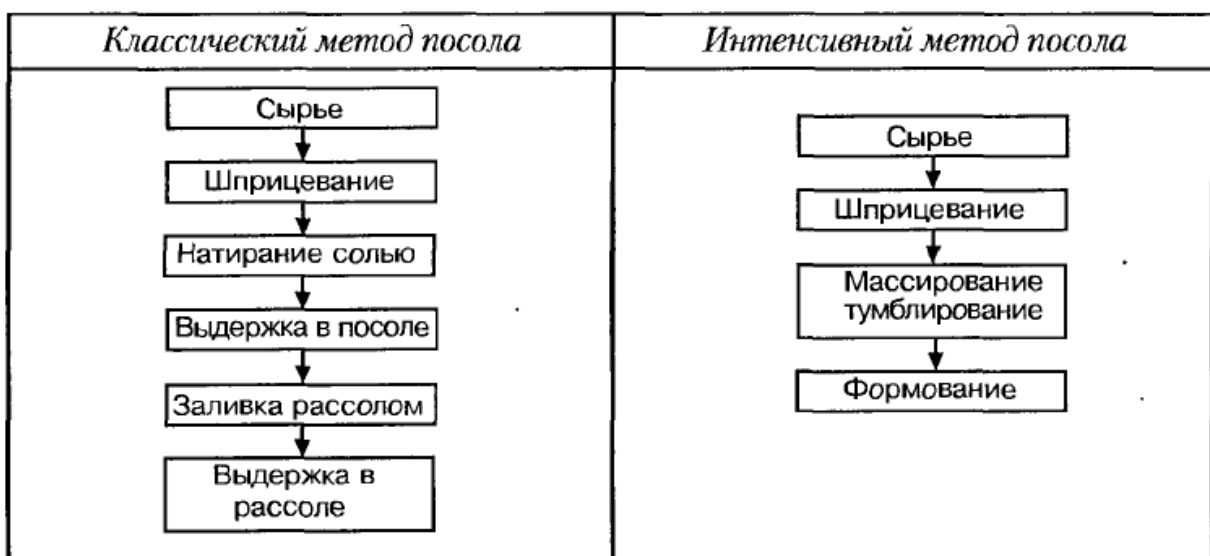 Классический метод посола
Сырье
Шприцевание
Натирание солью
Выдержка в посоле
Заливка рассолом
Выдержка в
рассоле
Интенсивный метод посола
Сырье
Шприцевание
Массирование
тумблирование
Формование